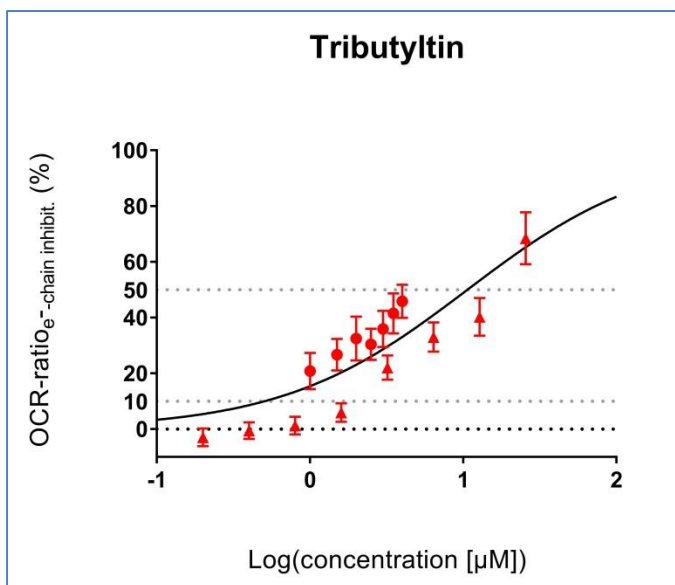 Tributyltin
OCR-ratio e⁻-chain inhibit. (%)
100
80
60
50
40
20
10
0
-1 0 1 2
Log(concentration [µM])